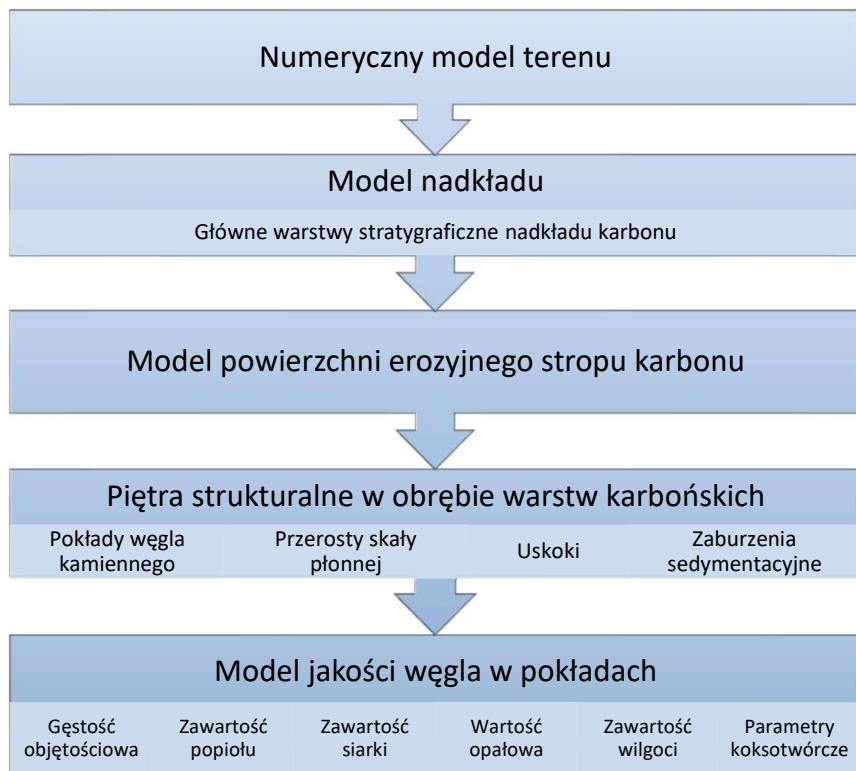 Numeryczny model terenu
Model nadkładu
Główne warstwy stratygraficzne nadkładu karbonu
Model powierzchni erozyjnego stropu karbonu
Piętra strukturalne w obrębie warstw karbońskich
Pokłady węgla
kamiennego
Przerosty skały
płonnej
Uskoki
Zaburzenia
sedymentacyjne
Model jakości węgla w pokładach
Gęstość
objętościowa
Zawartość
popiołu
Zawartość
siarki
Wartość
opałowa
Zawartość
wilgoci
Parametry
koksotwórcze